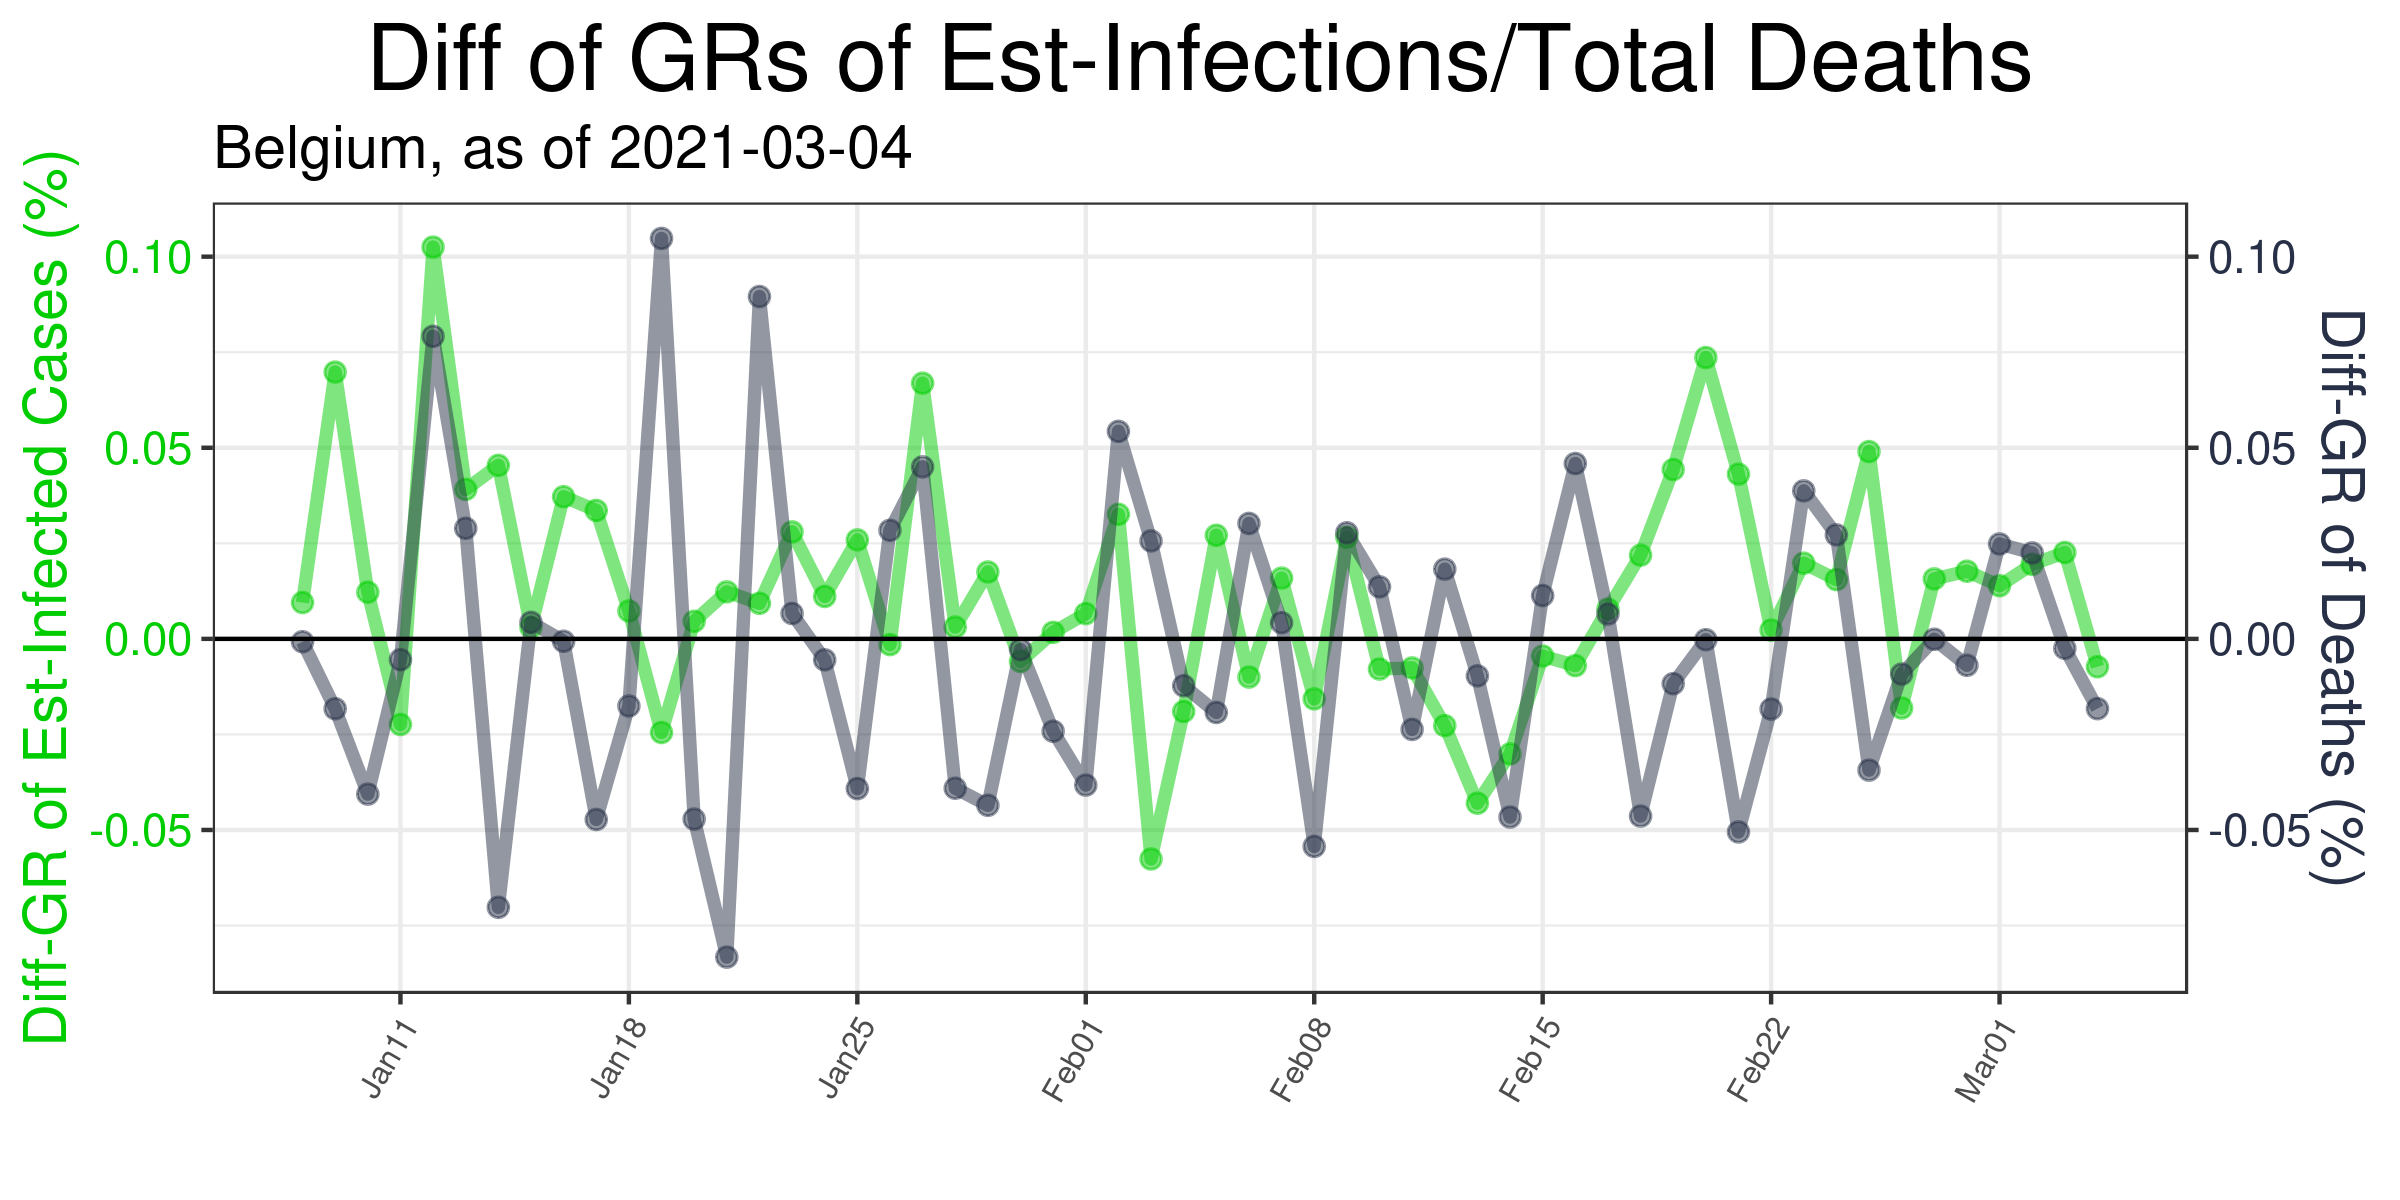 Diff of GRs of Est-Infections/Total Deaths
Belgium, as of 2021-03-04
Diff-GR of Est-Infected Cases (%)
0.10
0.05
0.00
-0.05
0.10
0.05
0.00
-0.05
Diff-GR of Deaths (%)
Jan11
Jan18
Jan25
Feb01
Feb08
Feb15
Feb22
Mar01